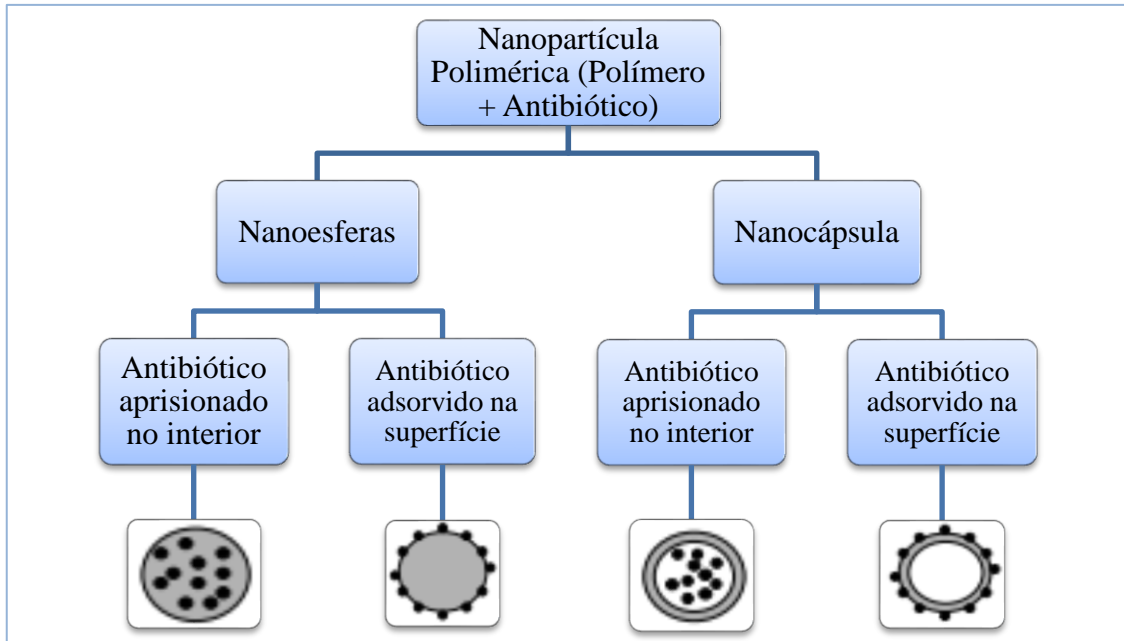 Nanopartícula
Polimérica (Polímero
+ Antibiótico)
Nanoesferas
Nanocápsula
Antibiótico
aprisionado
no interior
Antibiótico
adsorvido na
superfície
Antibiótico
aprisionado
no interior
Antibiótico
adsorvido na
superfície